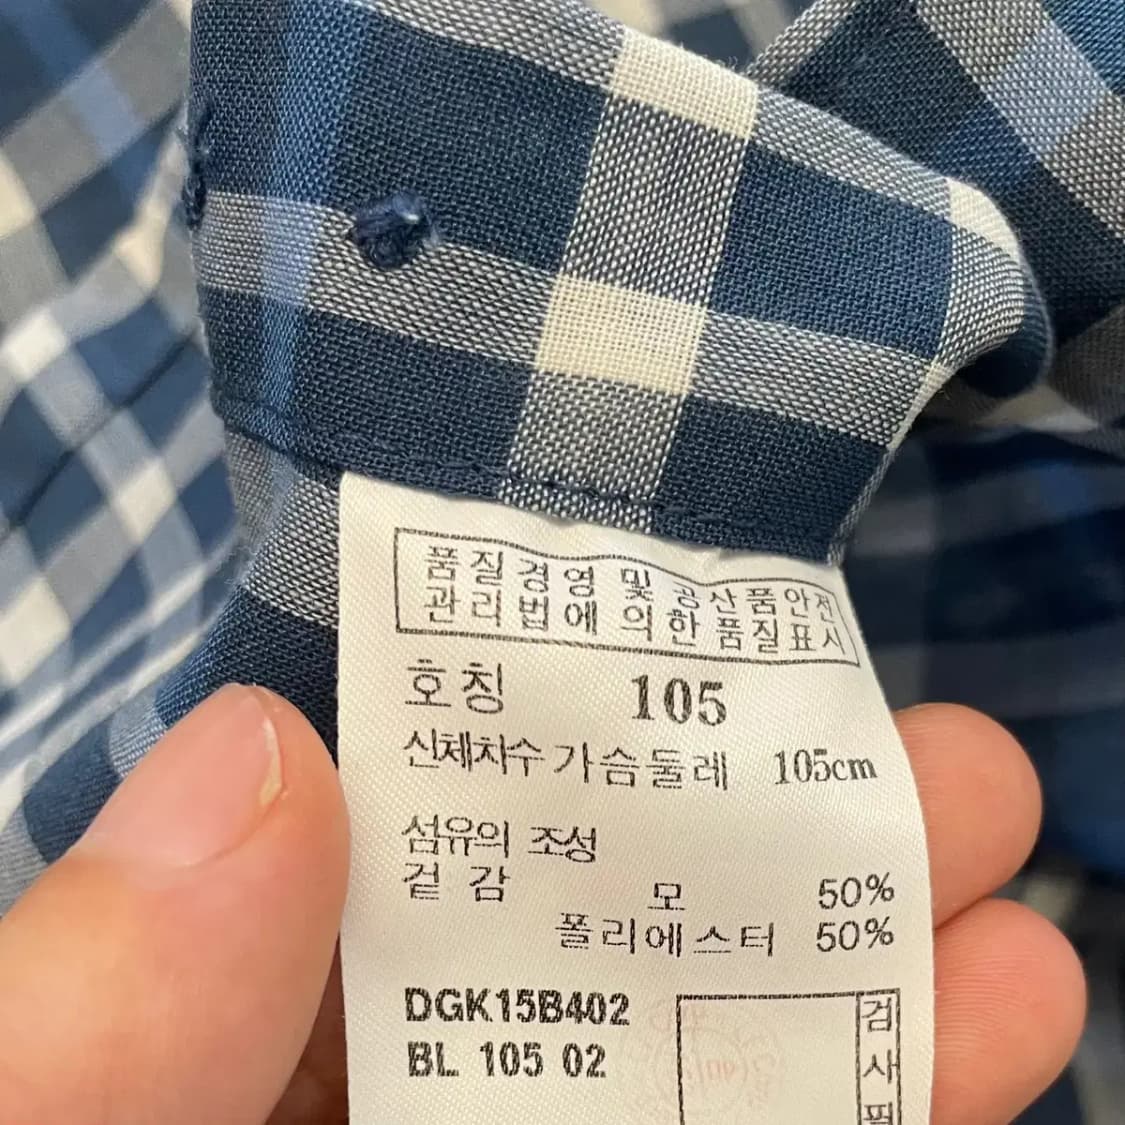 품질경영 및 공산품안전
관리법에 의한 품질표시
호칭 105
신체치수 가슴둘레 105cm
섬유의 조성
겉감 모 50%
폴리에스터 50%
DGK15B402
BL 105 02
검사필